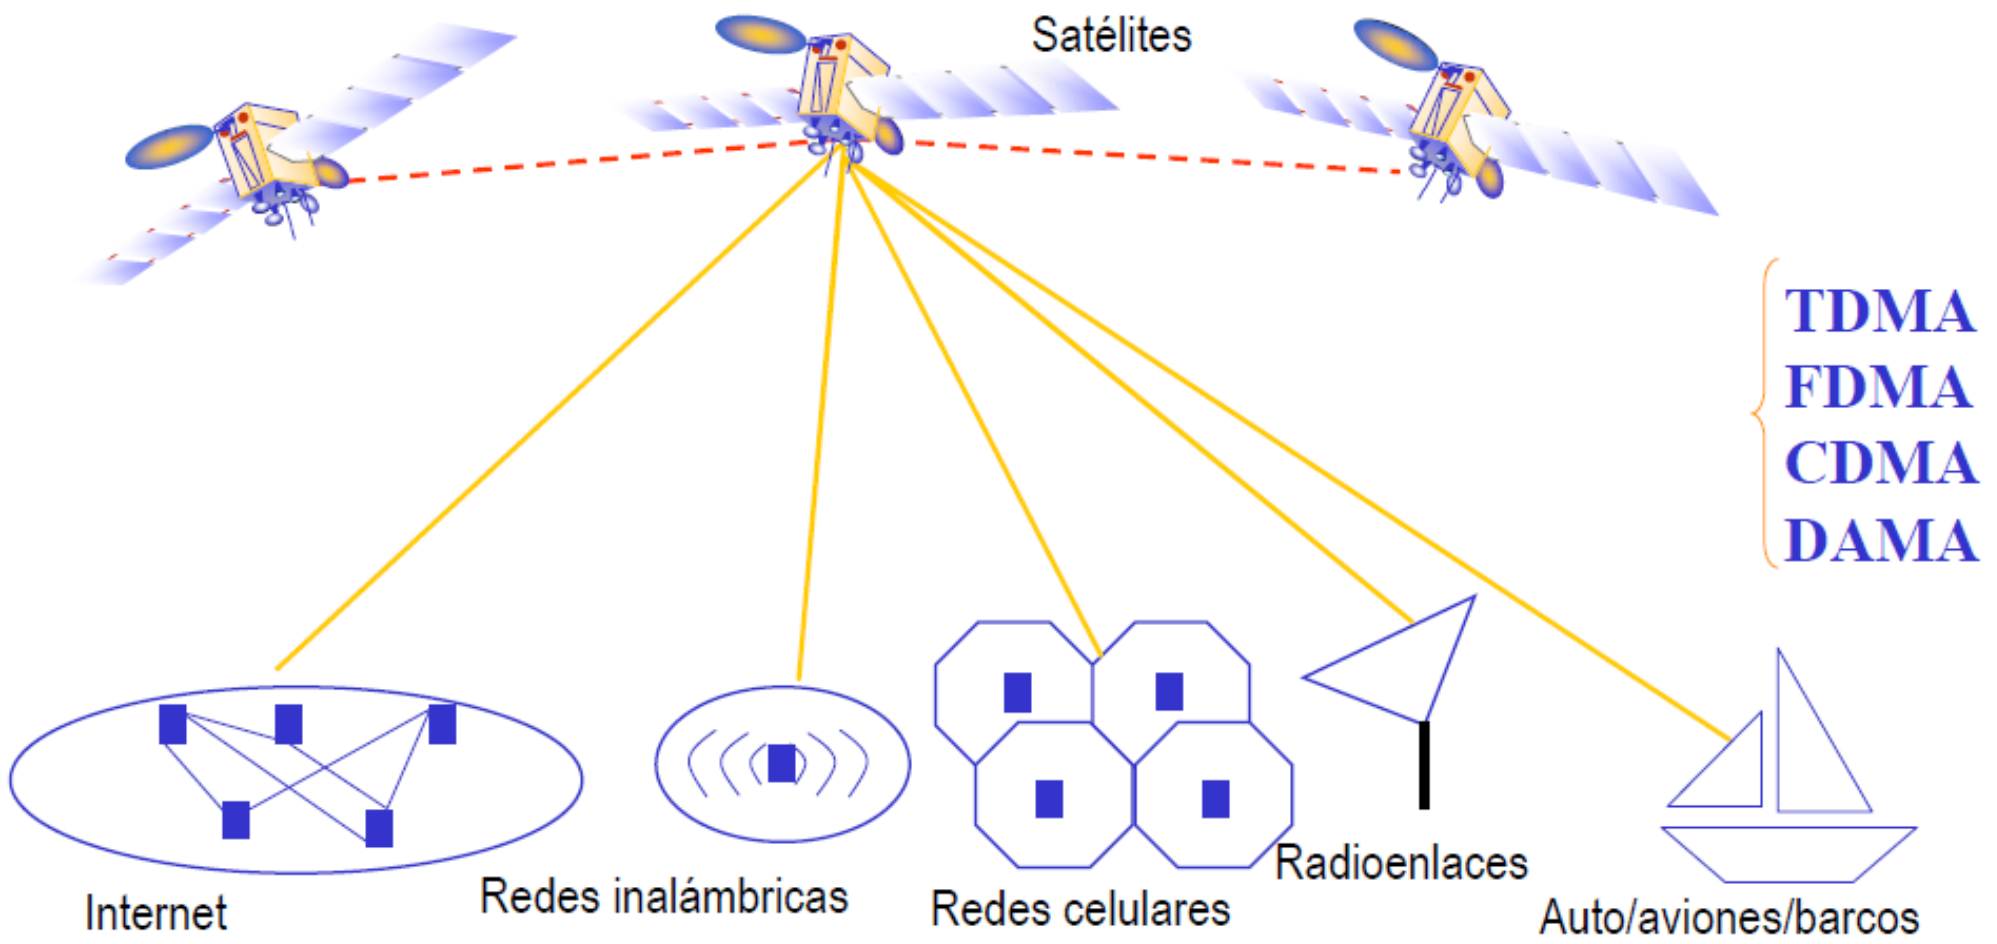 Satélites
TDMA
FDMA
CDMA
DAMA
Internet
Redes inalámbricas
Redes celulares
Radioenlaces
Auto/aviones/barcos